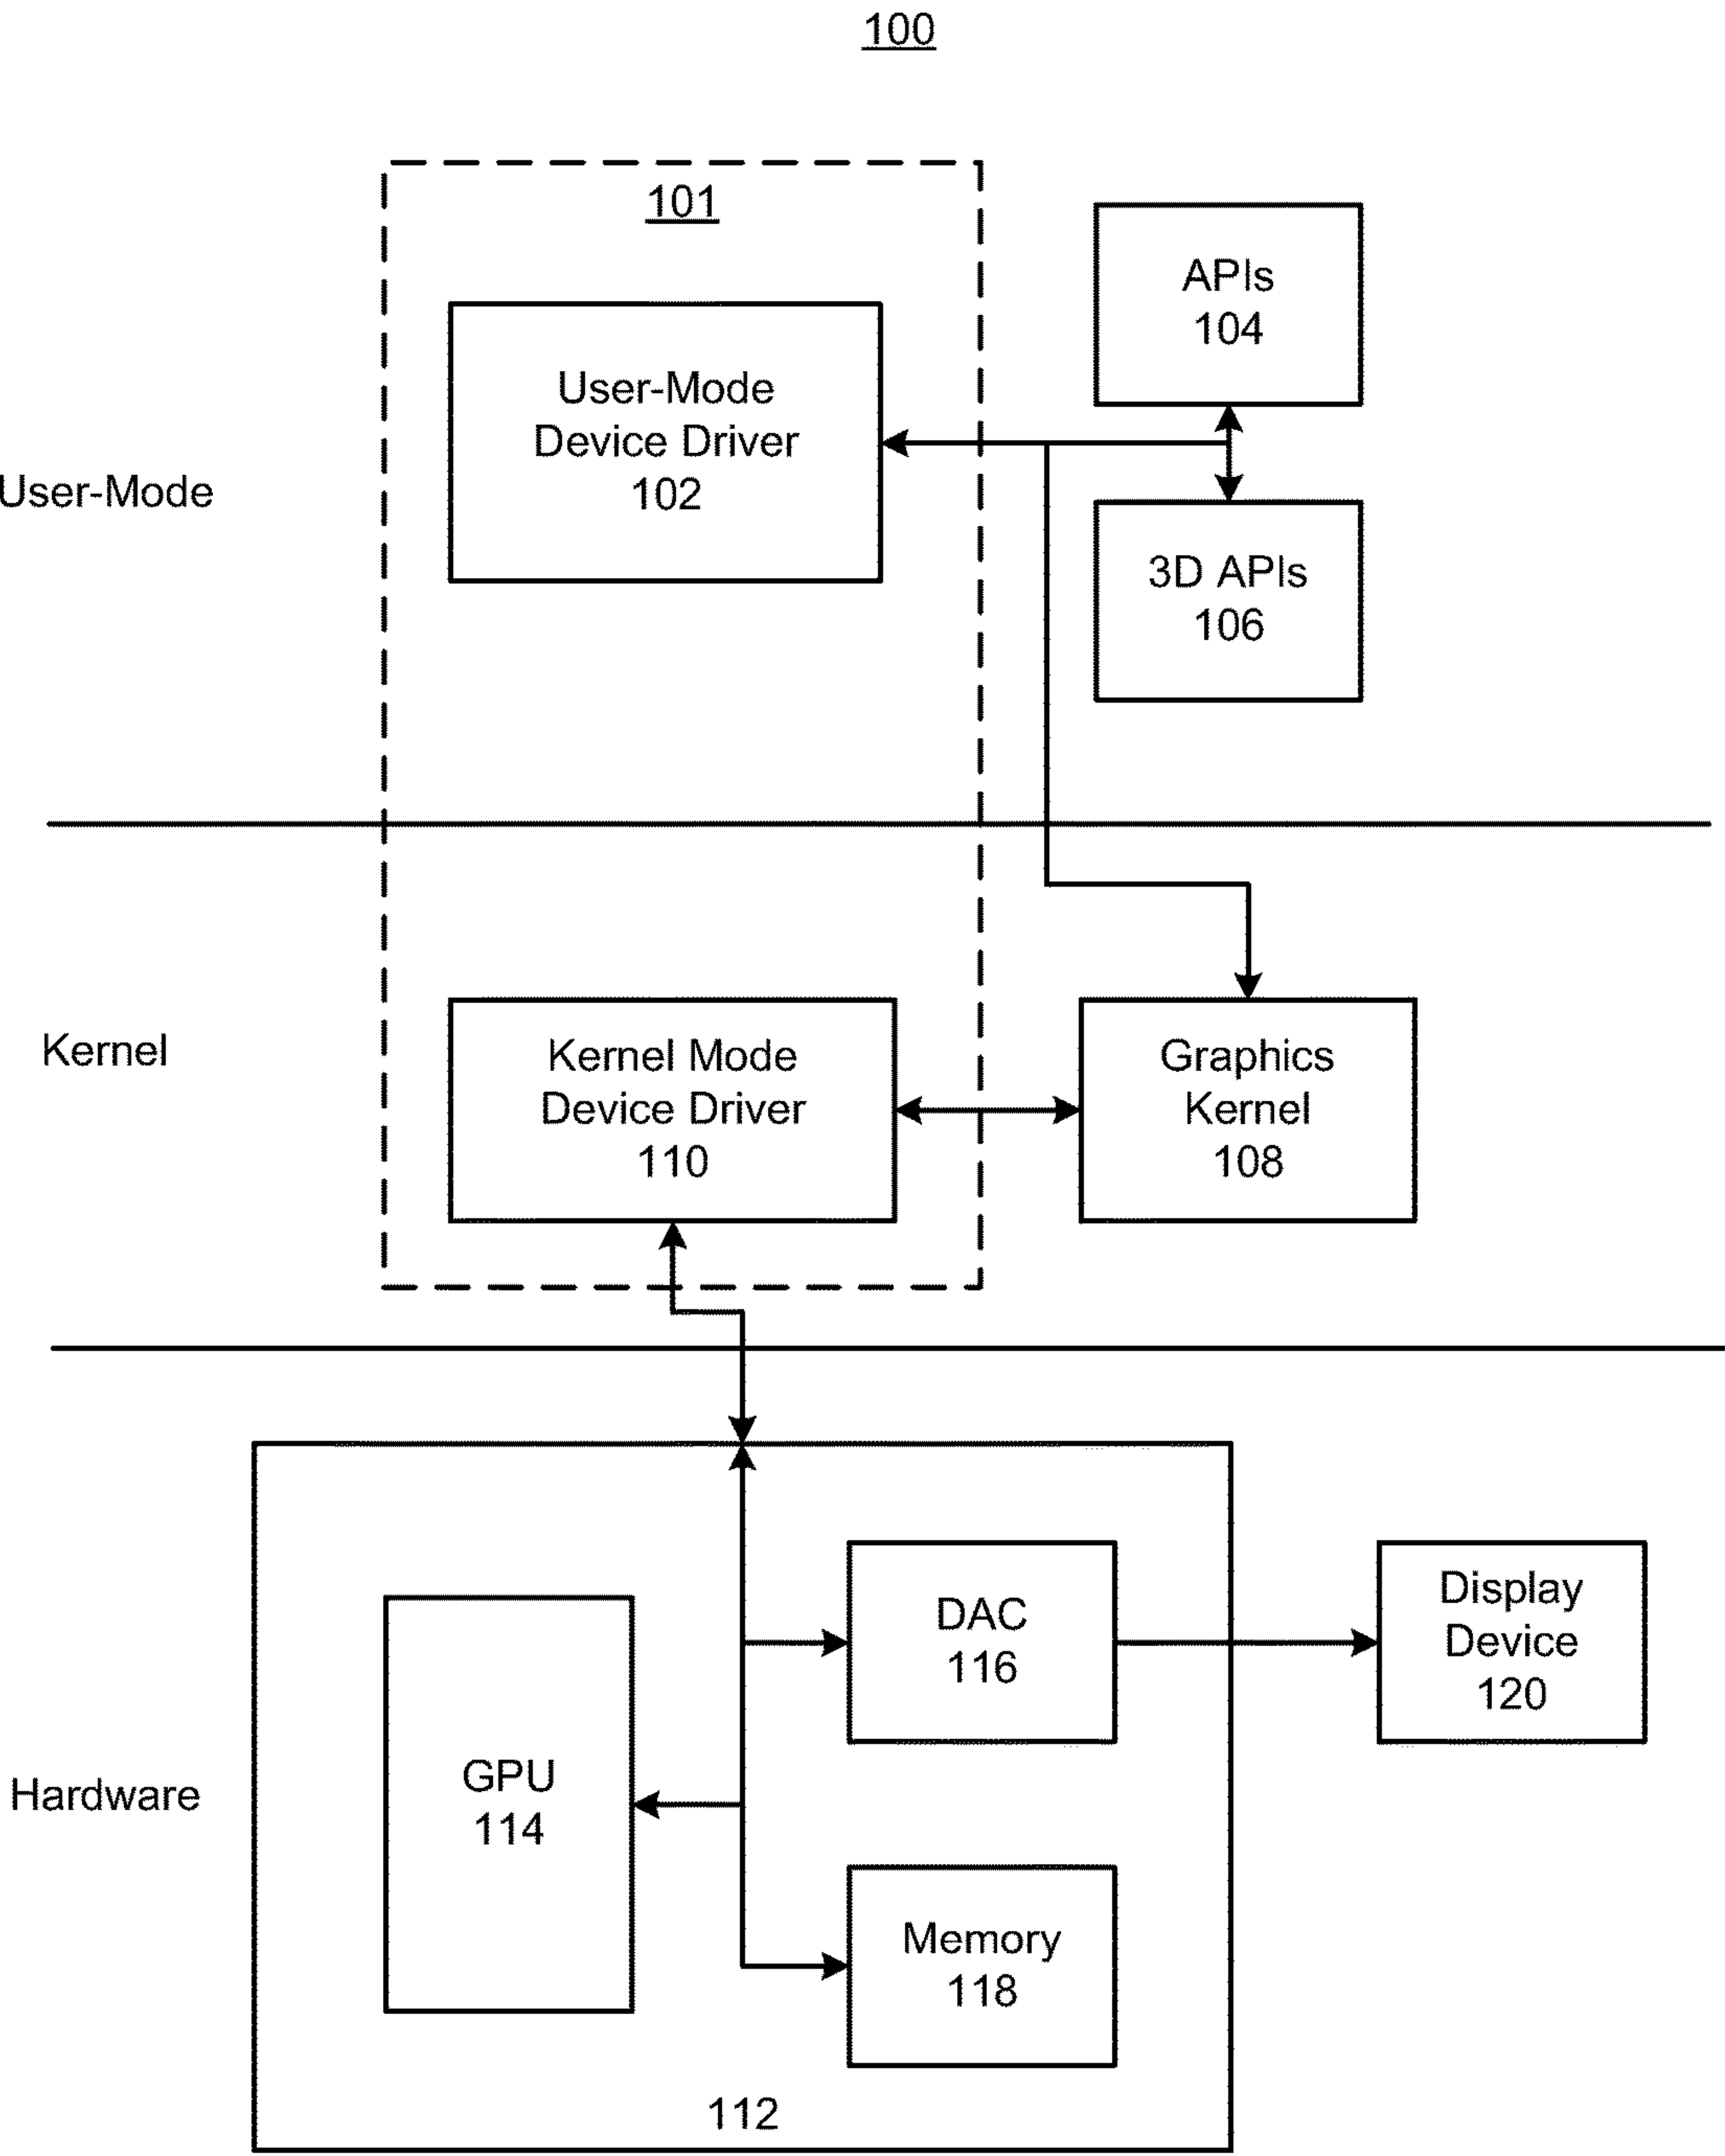 100
101
APIs
104
User-Mode
Device Driver
102
User-Mode
3D APIs
106
Kernel
Kernel Mode
Device Driver
110
Graphics
Kernel
108
DAC
116
Display
Device
120
Hardware
GPU
114
Memory
118
112